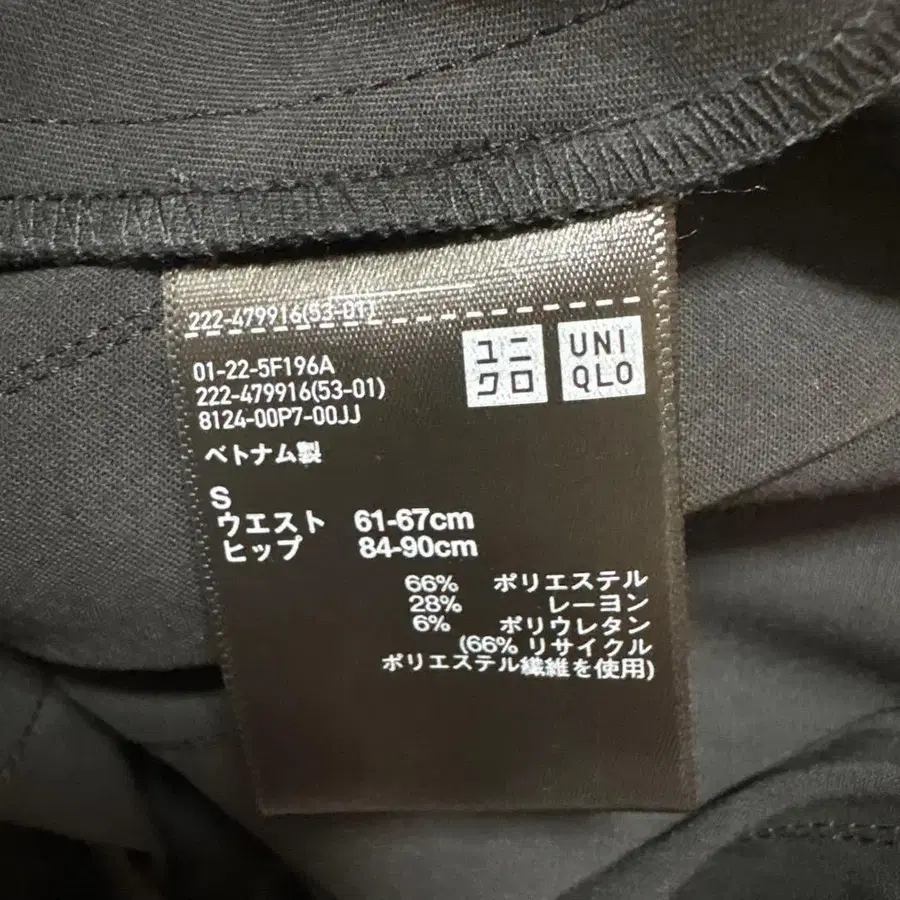 222-479916(53-01)
ユニ
クロ
UNI
QLO
01-22-5F196A
222-479916(53-01)
8124-00P7-00JJ
ベトナム製
S
ウエスト 61-67cm
ヒップ 84-90cm
66% ポリエステル
28% レーヨン
6% ポリウレタン
(66% リサイクル
ポリエステル繊維を使用)